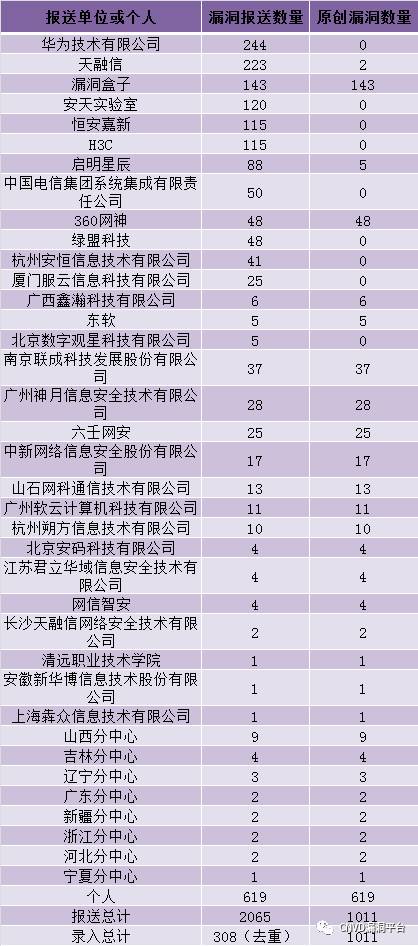 报送单位或个人 漏洞报送数量 原创漏洞数量
华为技术有限公司 244 0
天融信 223 2
漏洞盒子 143 143
安天实验室 120 0
恒安嘉新 115 0
H3C 115 0
启明星辰 88 5
中国电信集团系统集成有限责
任公司 50 0
360网神 48 48
绿盟科技 48 0
杭州安恒信息技术有限公司 41 0
厦门服云信息科技有限公司 25 0
广西鑫瀚科技有限公司 6 6
东软 5 5
北京数字观星科技有限公司 5 0
南京联成科技发展股份有限公
司 37 37
广州神月信息安全技术有限公
司 28 28
六壬网安 25 25
中新网络信息安全股份有限公
司 17 17
山石网科通信技术有限公司 13 13
广州软云计算机科技有限公司 11 11
杭州朔方信息技术有限公司 10 10
北京安码科技有限公司 4 4
江苏君立华域信息安全技术有
限公司 4 4
网信智安 4 4
长沙天融信网络安全技术有限
公司 2 2
清远职业技术学院 1 1
安徽新华博信息技术股份有限
公司 1 1
上海犇众信息技术有限公司 1 1
山西分中心 9 9
吉林分中心 4 4
辽宁分中心 3 3
广东分中心 2 2
新疆分中心 2 2
浙江分中心 2 2
河北分中心 2 2
宁夏分中心 1 1
个人 619 619
报送总计 2065 1011
录入总计 308（去重） 1011
CNVD漏洞平台